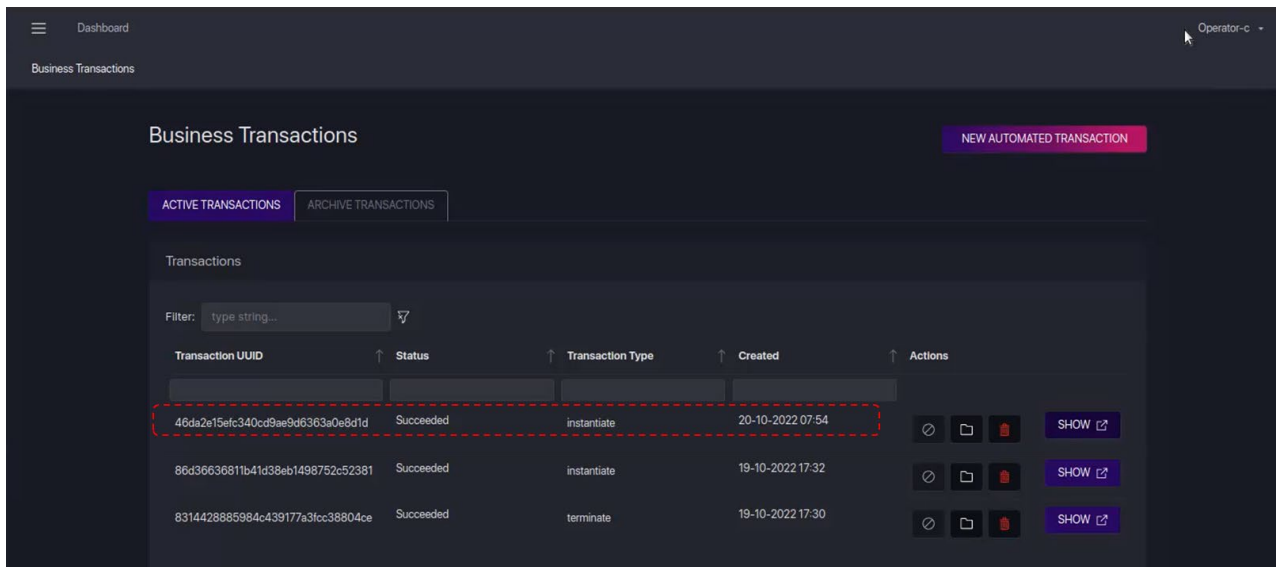 Dashboard Operator-c
Business Transactions
Business Transactions
NEW AUTOMATED TRANSACTION
ACTIVE TRANSACTIONS ARCHIVE TRANSACTIONS
Transactions
Filter: type string...
Transaction UUID Status Transaction Type Created Actions
46da2e15efc340cd9ae9d6363a0e8d1d Succeeded instantiate 20-10-2022 07:54 SHOW
86d36636811b41d38eb1498752c52381 Succeeded instantiate 19-10-2022 17:32 SHOW
8314428885984c439177a3fcc38804ce Succeeded terminate 19-10-2022 17:30 SHOW